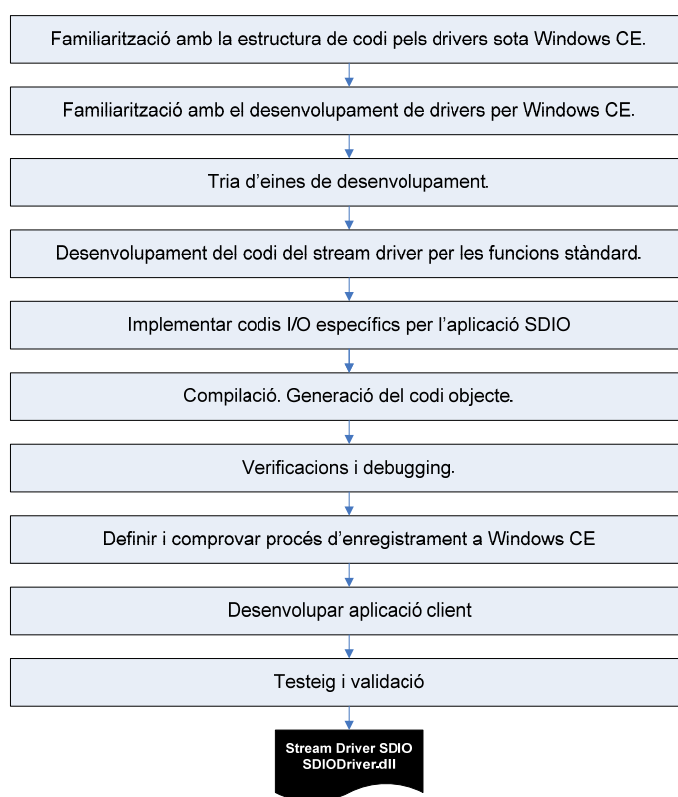 Familiarització amb la estructura de codi pels drivers sota Windows CE.
Familiarització amb el desenvolupament de drivers per Windows CE.
Tria d'eines de desenvolupament.
Desenvolupament del codi del stream driver per les funcions stàndard.
Implementar codis I/O específics per l'aplicació SDIO
Compilació. Generació del codi objecte.
Verificacions i debugging.
Definir i comprovar procés d'enregistrament a Windows CE
Desenvolupar aplicació client
Testeig i validació
Stream Driver SDIO
SDIODriver.dll